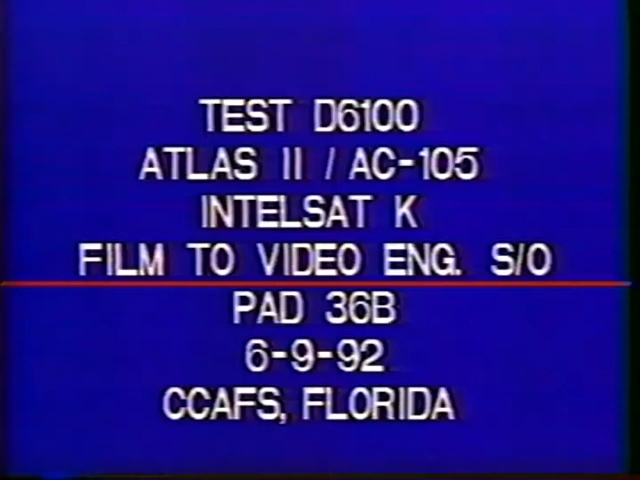 TEST D6100
ATLAS II / AC-105
INTELSAT K
FILM TO VIDEO ENG. S/O
PAD 36B
6-9-92
CCAFS, FLORIDA